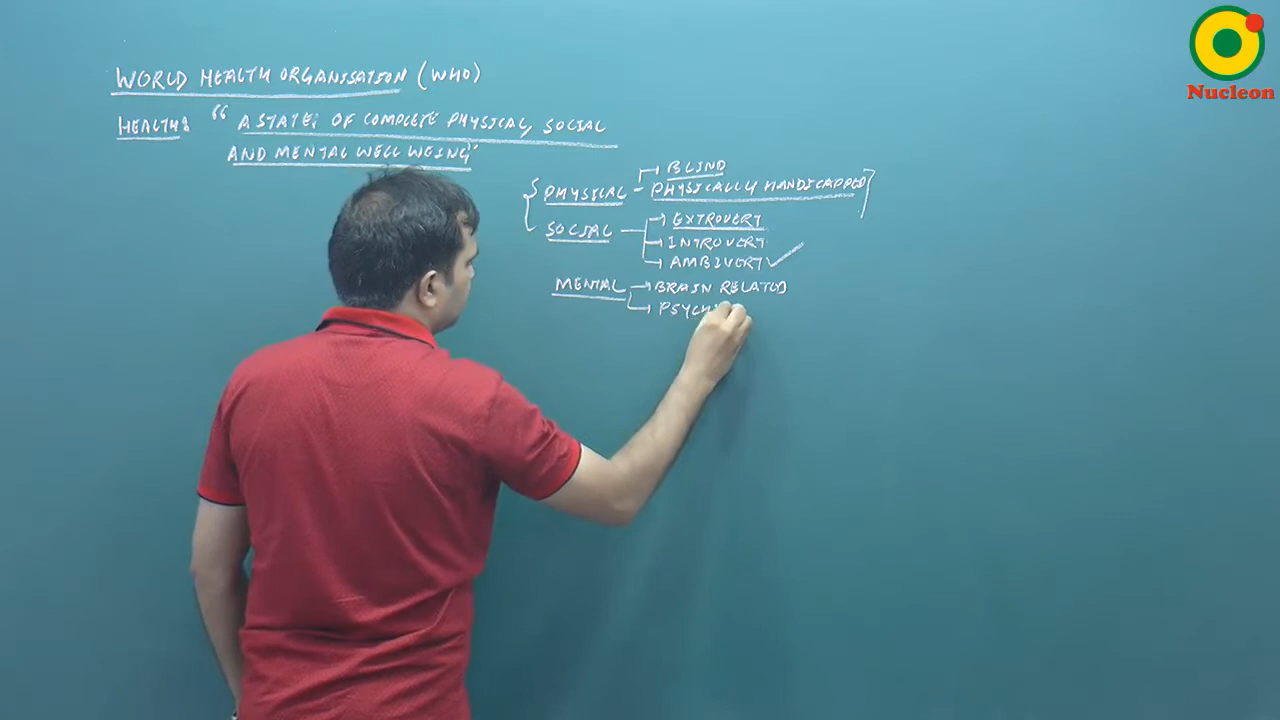 WORLD HEALTH ORGANISATION (WHO)
HEALTH: “ A STATE OF COMPLETE PHYSICAL, SOCIAL
AND MENTAL WELL WEING”
BLIND
PHYSICAL PHYSICALLY HANDICAPPED
SOCIAL EXTROVERT
INTROVERT
AMBIVERT ✓
MENTAL BRAIN RELATED
Nucleon